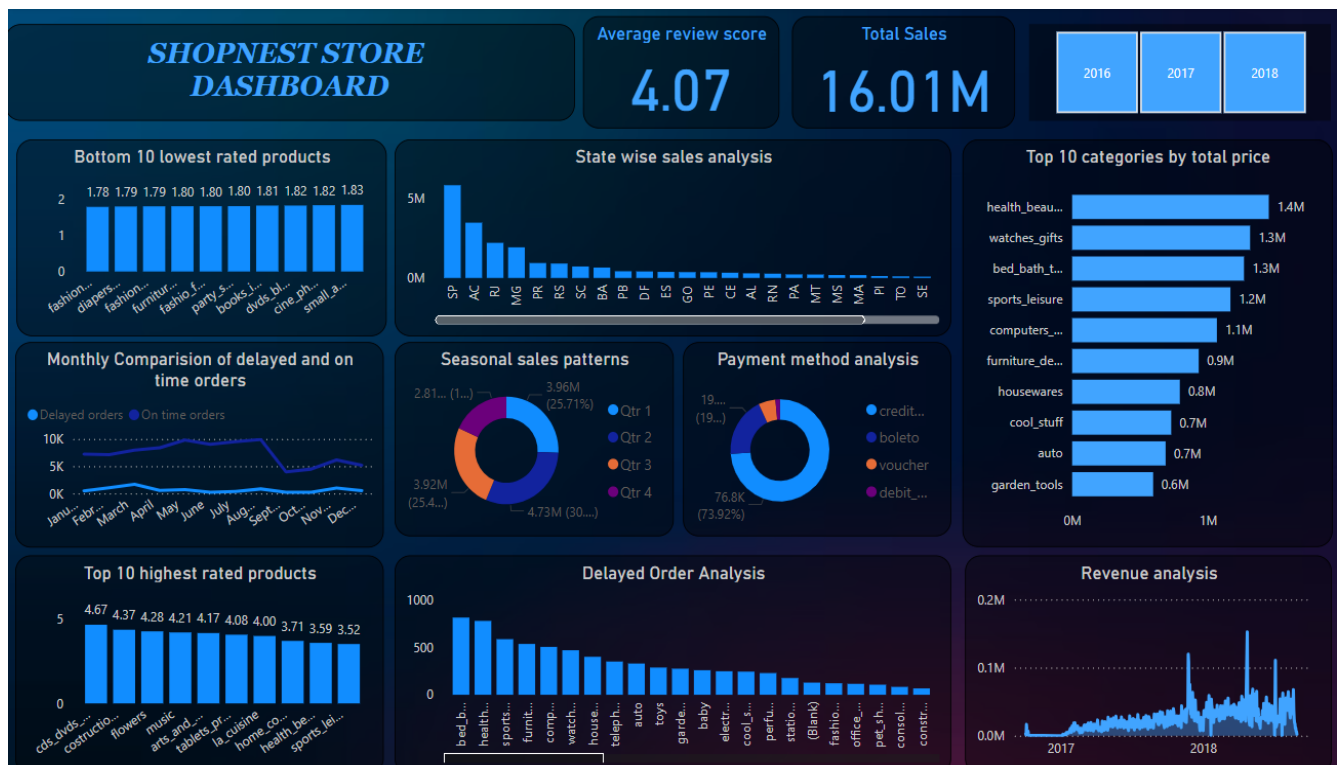 SHOPNEST STORE
DASHBOARD
Average review score
4.07
Total Sales
16.01M
2016
2017
2018
Bottom 10 lowest rated products
2
1
0
1.78
1.79
1.79
1.80
1.80
1.80
1.81
1.82
1.82
1.83
fashion...
diapers...
fashion...
furnitur...
fashio_f...
party_s...
books_i...
dvds_bl...
cine_ph...
small_a...
State wise sales analysis
5M
0M
SP
AC
RJ
MG
PR
RS
SC
BA
PB
DF
ES
GO
PE
CE
AL
RN
PA
MT
MS
MA
PI
TO
SE
Top 10 categories by total price
health_beau...
1.4M
watches_gifts
1.3M
bed_bath_t...
1.3M
sports_leisure
1.2M
computers_...
1.1M
furniture_de...
0.9M
housewares
0.8M
cool_stuff
0.7M
auto
0.7M
garden_tools
0.6M
0M
1M
Monthly Comparision of delayed and on
time orders
Delayed orders
On time orders
10K
5K
0K
Janu...
Febr...
March
April
May
June
July
Aug...
Sept...
Oct...
Nov...
Dec...
Seasonal sales patterns
2.81... (1...)
3.96M
(25.71%)
3.92M
(25.4...)
4.73M (30....)
Qtr 1
Qtr 2
Qtr 3
Qtr 4
Payment method analysis
19....
(19...)
76.8K
(73.92%)
credit...
boleto
voucher
debit_...
Top 10 highest rated products
5
0
4.67
4.37
4.28
4.21
4.17
4.08
4.00
3.71
3.59
3.52
cds_dvds_...
costructio...
flowers
music
arts_and_...
tablets_pr...
la_cuisine
home_co...
health_be...
sports_lei...
Delayed Order Analysis
1000
500
0
bed_b...
health...
sports...
furnit...
comp...
watch...
house...
teleph...
auto
toys
garde...
baby
electr...
cool_s...
perfu...
statio...
(Blank)
fashio...
office_...
pet_sh...
consol...
constr...
Revenue analysis
0.2M
0.1M
0.0M
2017
2018